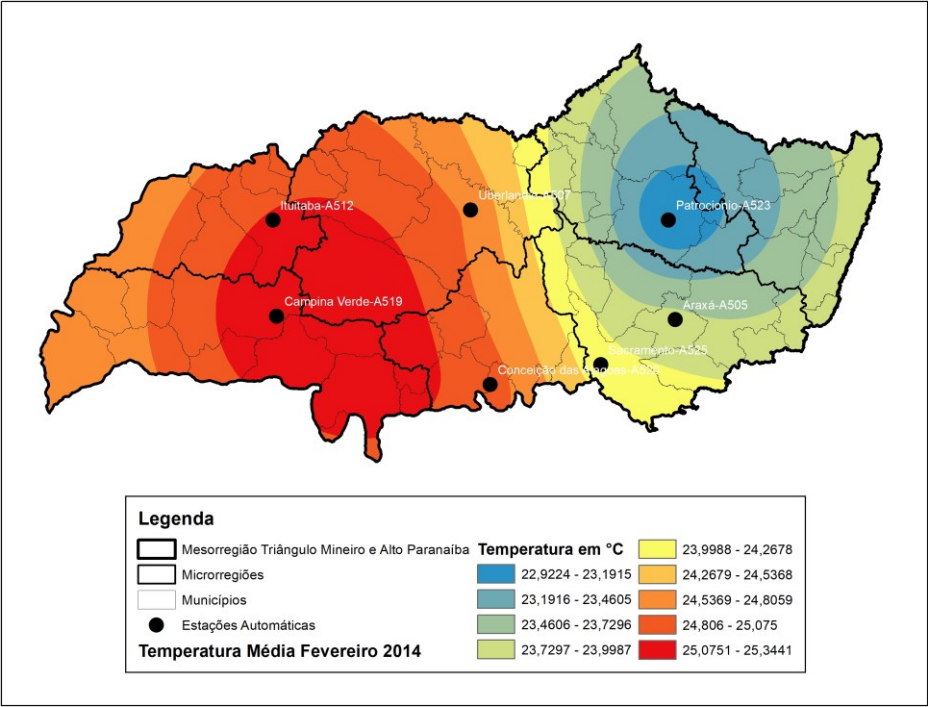 Ituitaba-A512
Uberlandia-A507
Patrocionio-A523
Campina Verde-A519
Araxá-A505
Sacramento-A525
Conceição das
Legenda
Mesorregião Triângulo Mineiro e Alto Paranaíba
Microrregiões
Municípios
Estações Automáticas
Temperatura Média Fevereiro 2014
Temperatura em °C
22,9224 - 23,1915
23,1916 - 23,4605
23,4606 - 23,7296
23,7297 - 23,9987
23,9988 - 24,2678
24,2679 - 24,5368
24,5369 - 24,8059
24,806 - 25,075
25,0751 - 25,3441